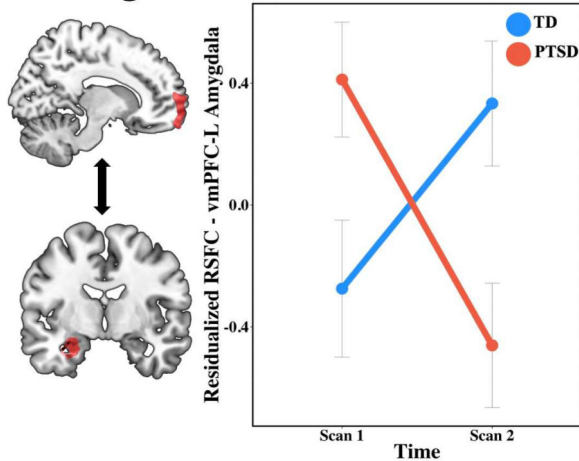 TD
PTSD
Residualized RSFC - vmPFC-L Amygdala
0.4
0.0
-0.4
Scan 1
Scan 2
Time